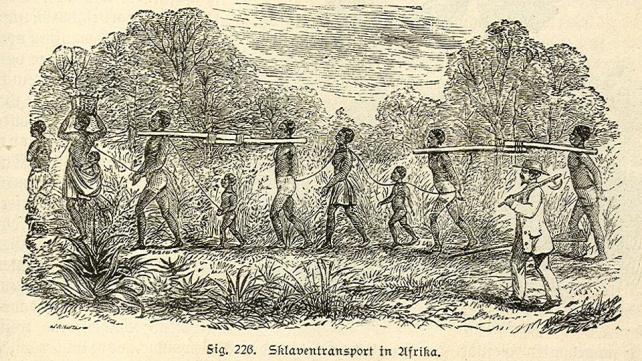 Fig. 226. Sklaventransport in Afrika.